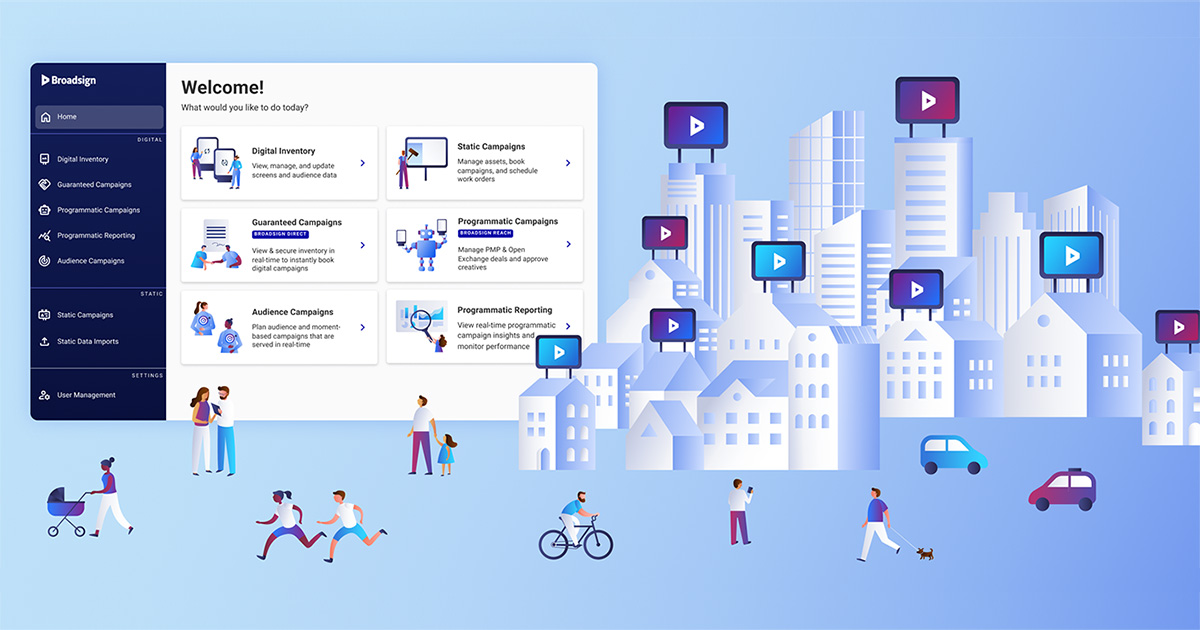 Broadsign
Home
DIGITAL
Digital Inventory
Guaranteed Campaigns
Programmatic Campaigns
Programmatic Reporting
Audience Campaigns
STATIC
Static Campaigns
Static Data Imports
SETTINGS
User Management
Welcome!
What would you like to do today?
Digital Inventory
View, manage, and update
screens and audience data
Static Campaigns
Manage assets, book
campaigns, and schedule
work orders
Guaranteed Campaigns
BROADSIGN DIRECT
View & secure inventory in
real-time to instantly book
digital campaigns
Programmatic Campaigns
BROADSIGN REACH
Manage PMP & Open
Exchange deals and approve
creatives
Audience Campaigns
Plan audience and moment-
based campaigns that are
served in real-time
Programmatic Reporting
View real-time programmatic
campaign insights and
monitor performance